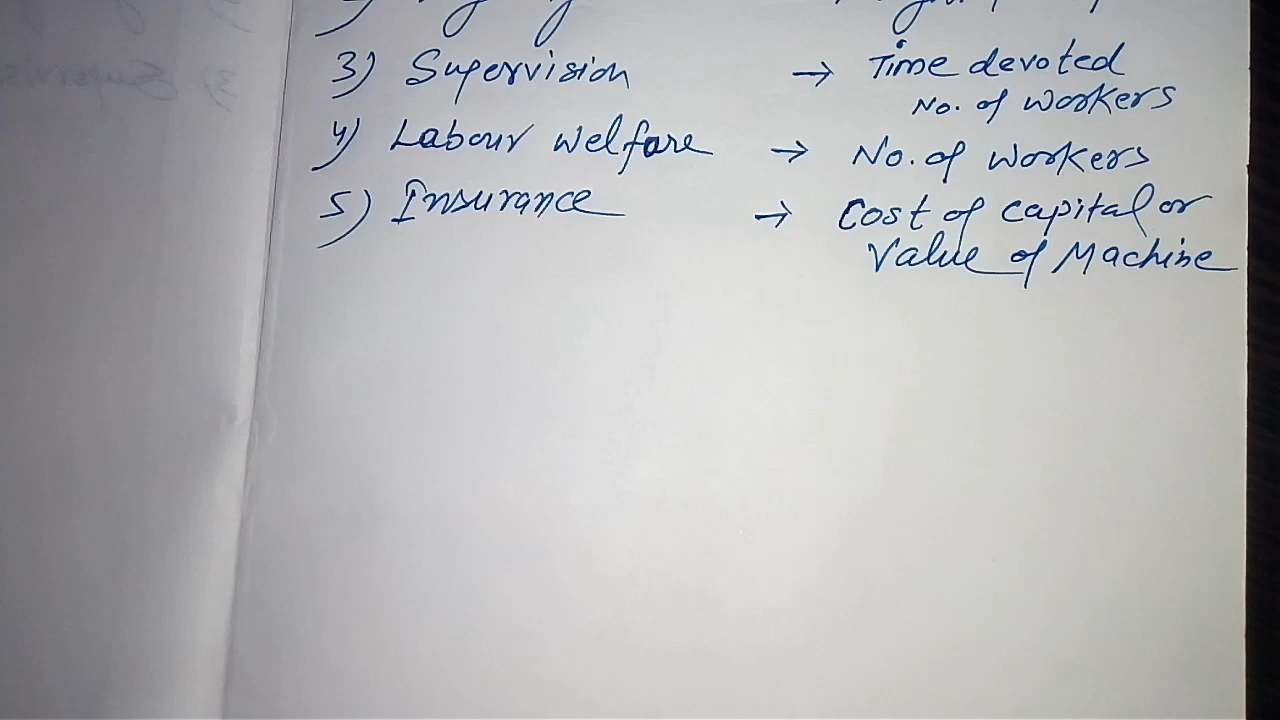 3) Supervision → Time devoted
No. of workers
4) Labour welfare → No. of workers
5) Insurance → Cost of capital or
Value of Machine